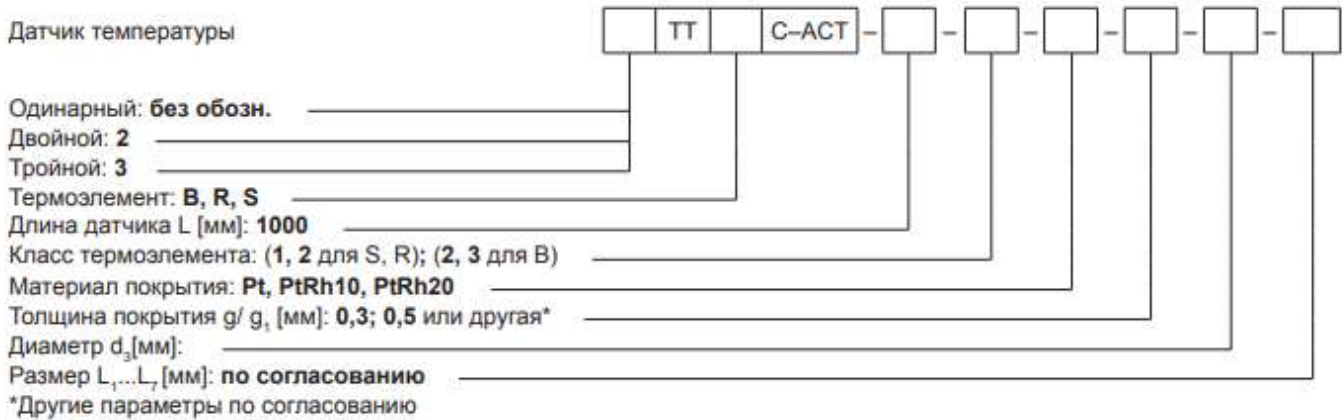 Датчик температуры
ТТ С–АСТ – – – – – –
Одинарный: без обозн.
Двойной: 2
Тройной: 3
Термоэлемент: B, R, S
Длина датчика L [мм]: 1000
Класс термоэлемента: (1, 2 для S, R); (2, 3 для B)
Материал покрытия: Pt, PtRh10, PtRh20
Толщина покрытия g/ g₁ [мм]: 0,3; 0,5 или другая*
Диаметр d₃[мм]:
Размер L₁...L₇ [мм]: по согласованию
*Другие параметры по согласованию